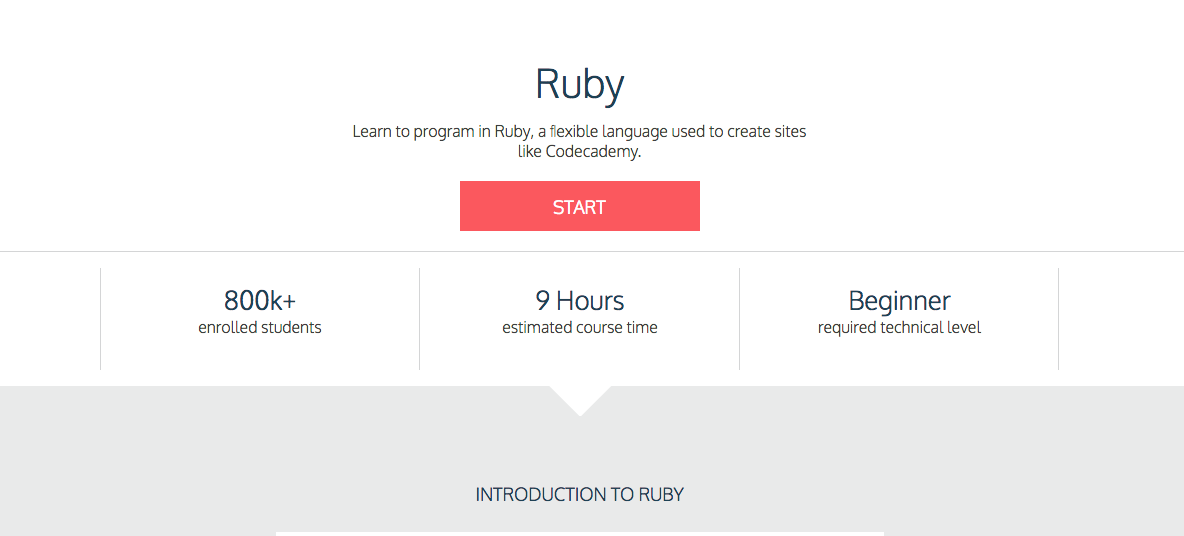 Ruby
Learn to program in Ruby, a flexible language used to create sites
like Codecademy.
START
800k+
enrolled students
9 Hours
estimated course time
Beginner
required technical level
INTRODUCTION TO RUBY